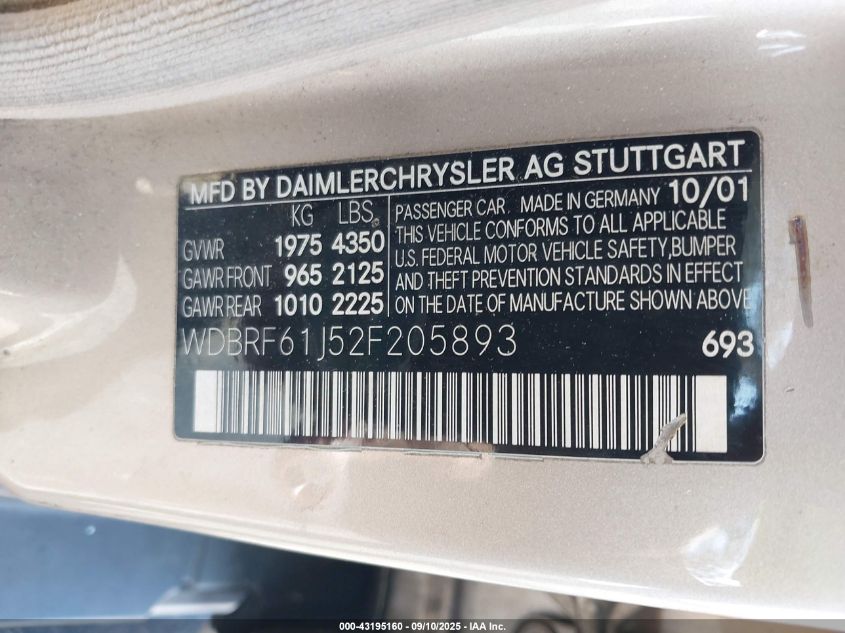 MFD BY DAIMLERCHRYSLER AG STUTTGART
KG LBS.
GVWR 1975 4350
GAWR FRONT 965 2125
GAWR REAR 1010 2225
PASSENGER CAR MADE IN GERMANY 10/01
THIS VEHICLE CONFORMS TO ALL APPLICABLE
U.S. FEDERAL MOTOR VEHICLE SAFETY, BUMPER
AND THEFT PREVENTION STANDARDS IN EFFECT
ON THE DATE OF MANUFACTURE SHOWN ABOVE
WDBRF61J52F205893
693
000-43195160 - 09/10/2025 - IAA Inc.